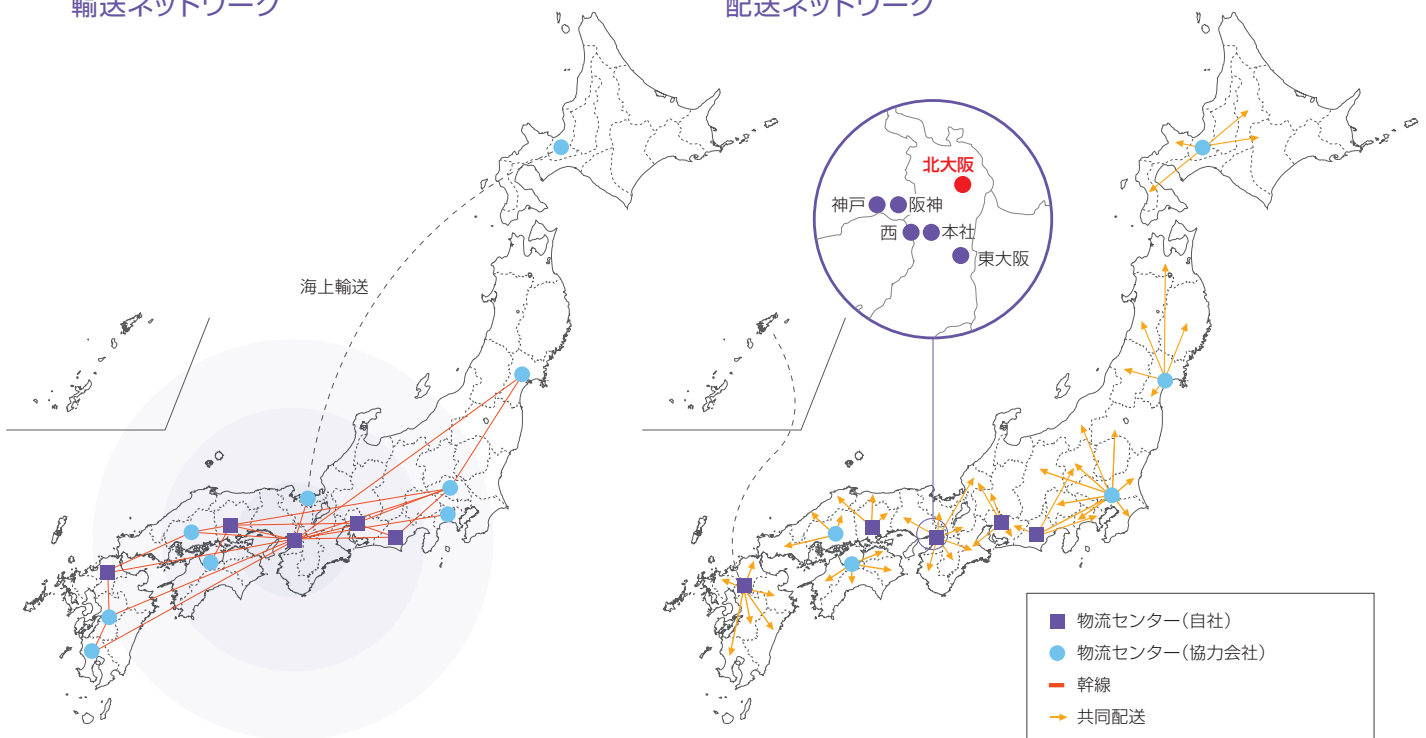 輸送ネットワーク
配送ネットワーク
海上輸送
北大阪
神戸
阪神
西
本社
東大阪
物流センター（自社）
物流センター（協力会社）
幹線
共同配送